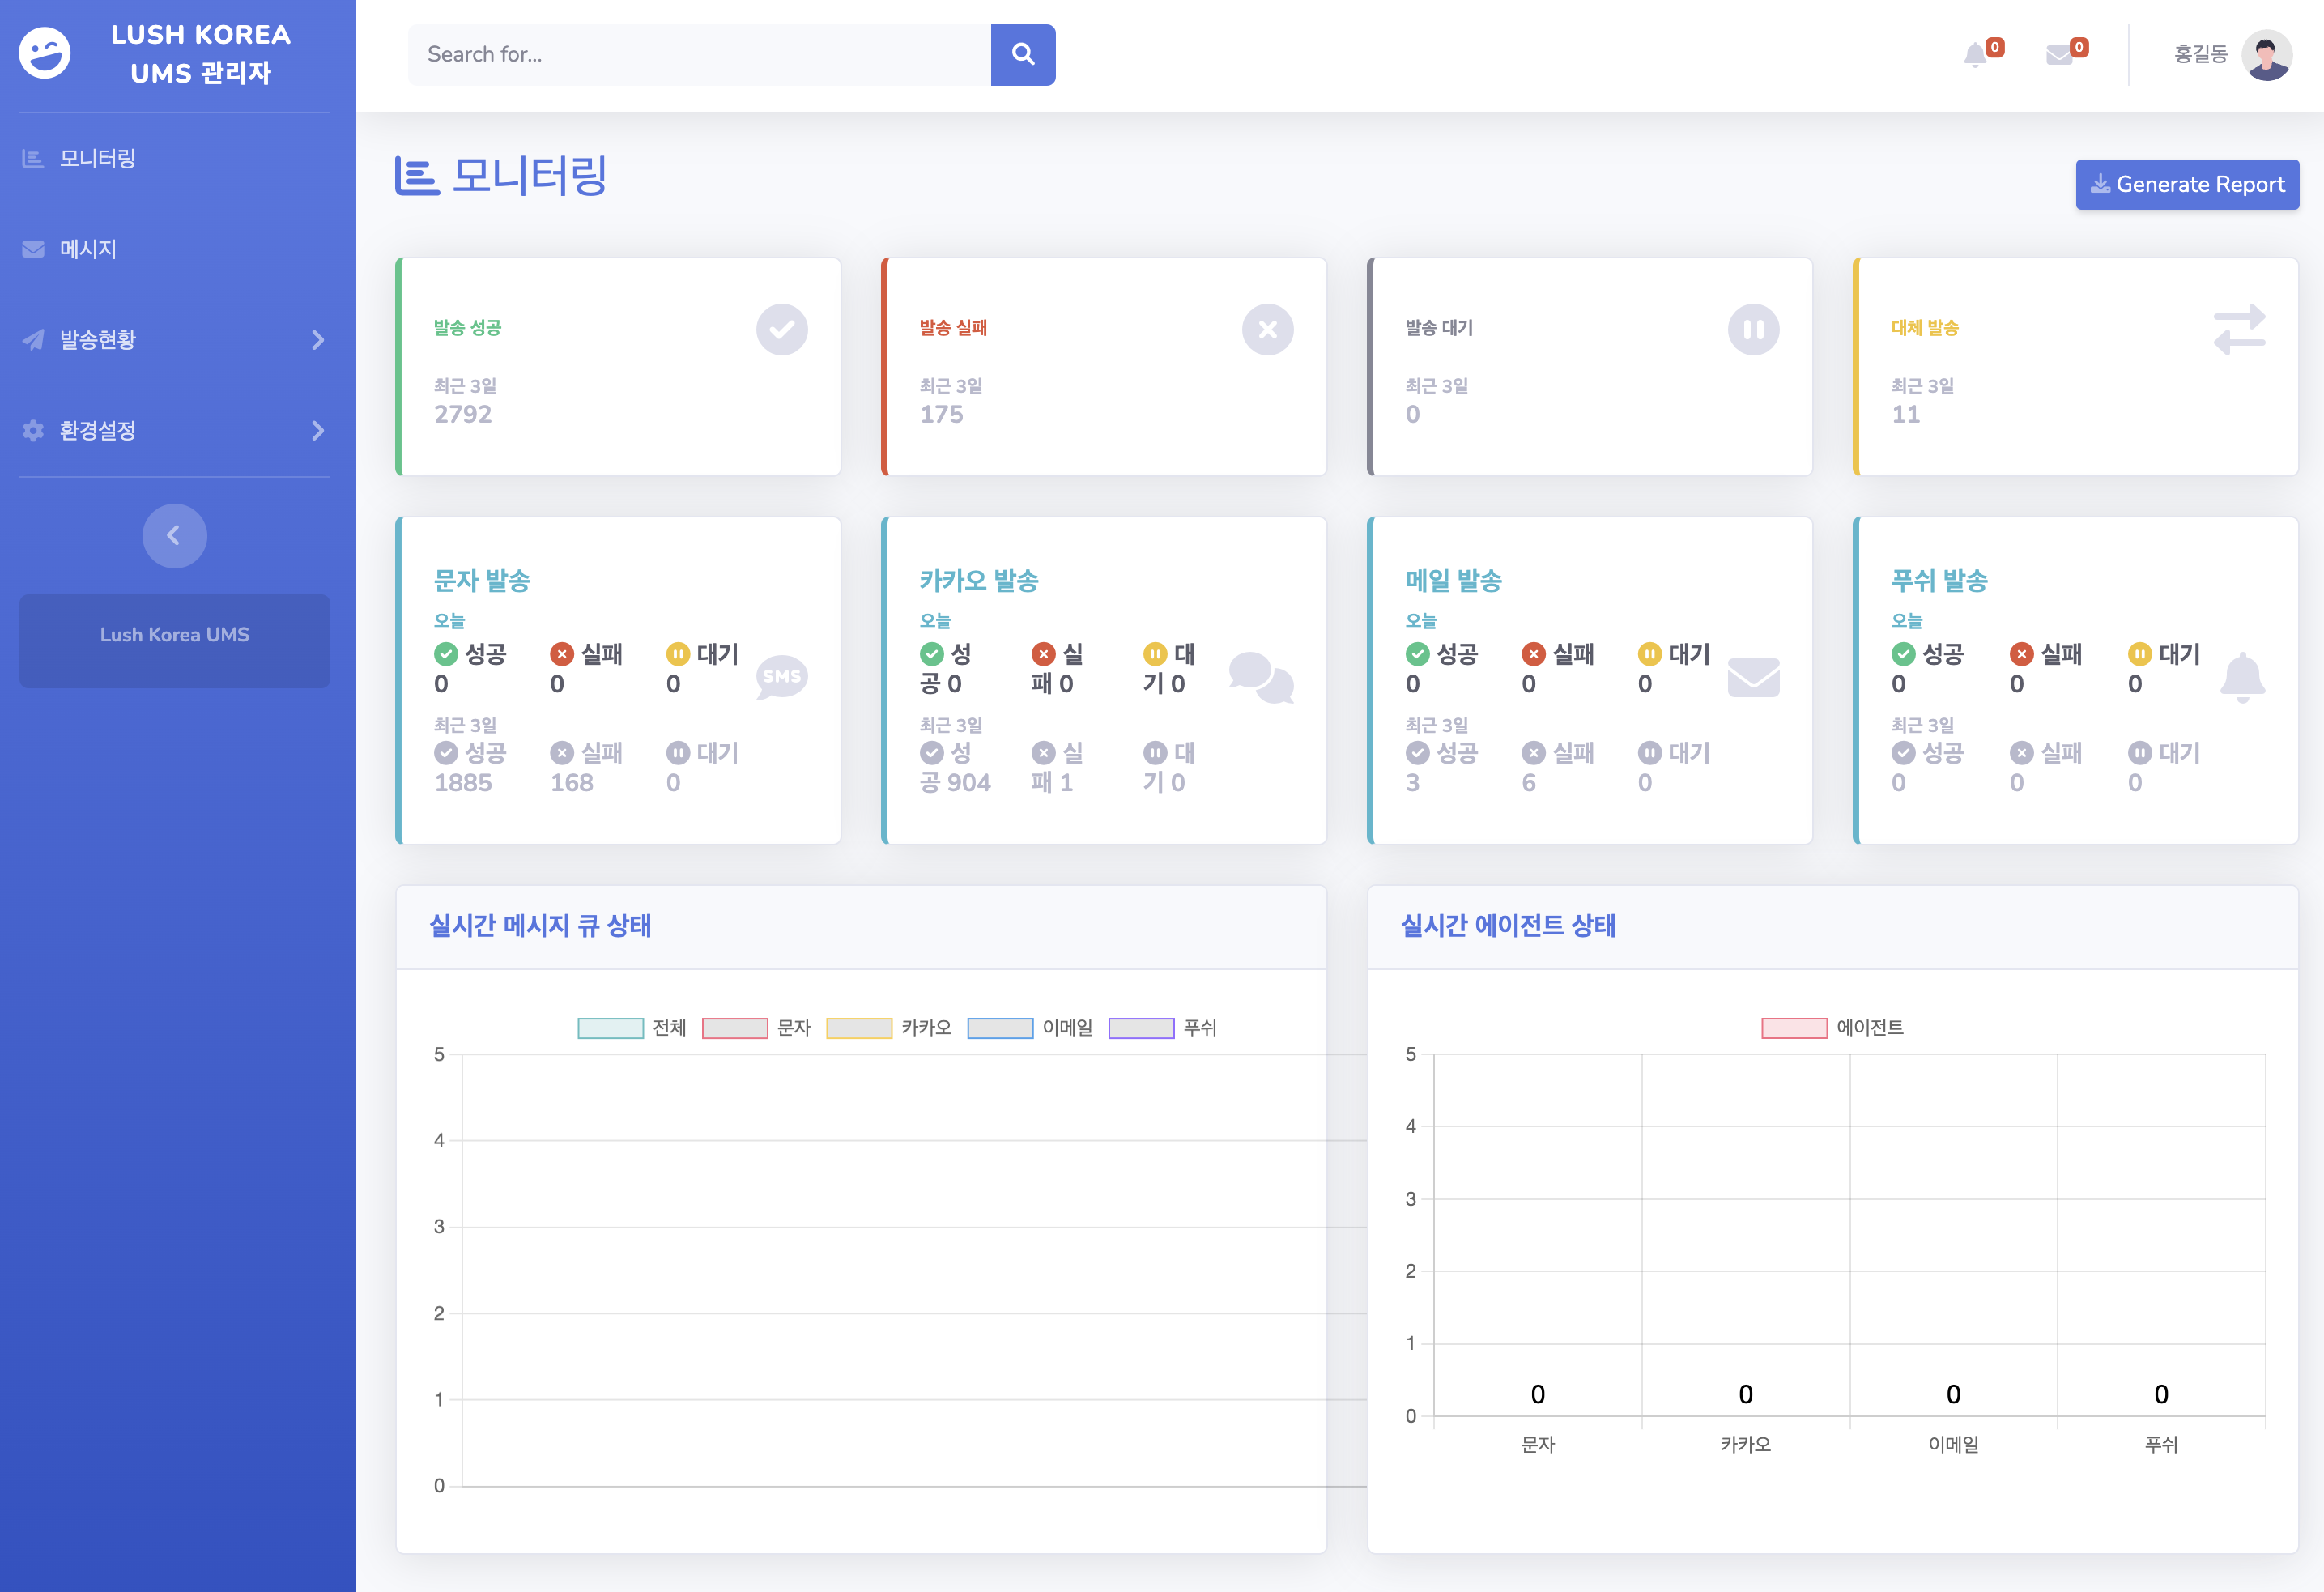 LUSH KOREA
UMS 관리자
Search for...
0
0
홍길동
모니터링
메시지
발송현황
환경설정
Lush Korea UMS
모니터링
Generate Report
발송 성공
최근 3일
2792
발송 실패
최근 3일
175
발송 대기
최근 3일
0
대체 발송
최근 3일
11
문자 발송
오늘
성공 실패 대기
0 0 0
SMS
최근 3일
성공 실패 대기
1885 168 0
카카오 발송
오늘
성 실 대
공 0 패 0 기 0
최근 3일
성 실 대
공 904 패 1 기 0
메일 발송
오늘
성공 실패 대기
0 0 0
최근 3일
성공 실패 대기
3 6 0
푸쉬 발송
오늘
성공 실패 대기
0 0 0
최근 3일
성공 실패 대기
0 0 0
실시간 메시지 큐 상태
전체 문자 카카오 이메일 푸쉬
5
4
3
2
1
0
실시간 에이전트 상태
에이전트
5
4
3
2
1
0
0 0 0 0
문자 카카오 이메일 푸쉬